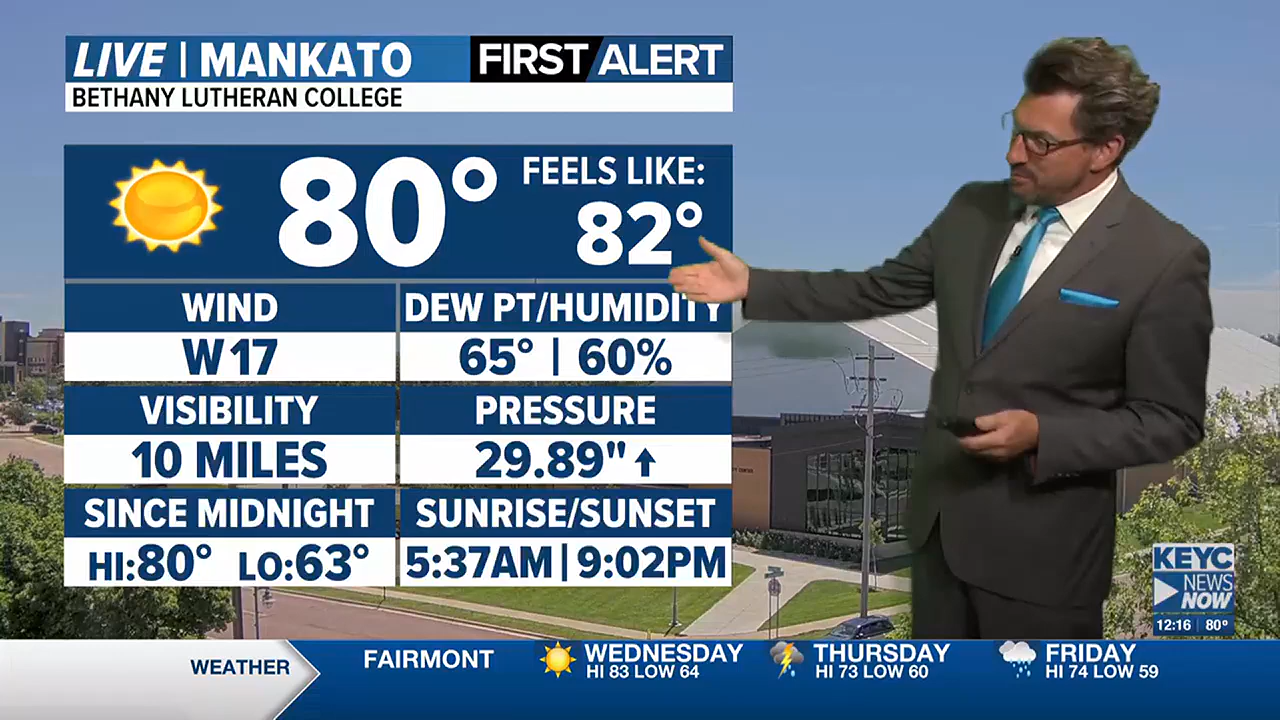 LIVE | MANKATO
FIRST ALERT
BETHANY LUTHERAN COLLEGE
80°
FEELS LIKE:
82°
WIND
W 17
DEW PT/HUMIDITY
65° | 60%
VISIBILITY
10 MILES
PRESSURE
29.89"
SINCE MIDNIGHT
HI:80° LO:63°
SUNRISE/SUNSET
5:37AM | 9:02PM
KEYC
NEWS
NOW
12:16 | 80°
WEATHER
FAIRMONT
WEDNESDAY
HI 83 LOW 64
THURSDAY
HI 73 LOW 60
FRIDAY
HI 74 LOW 59